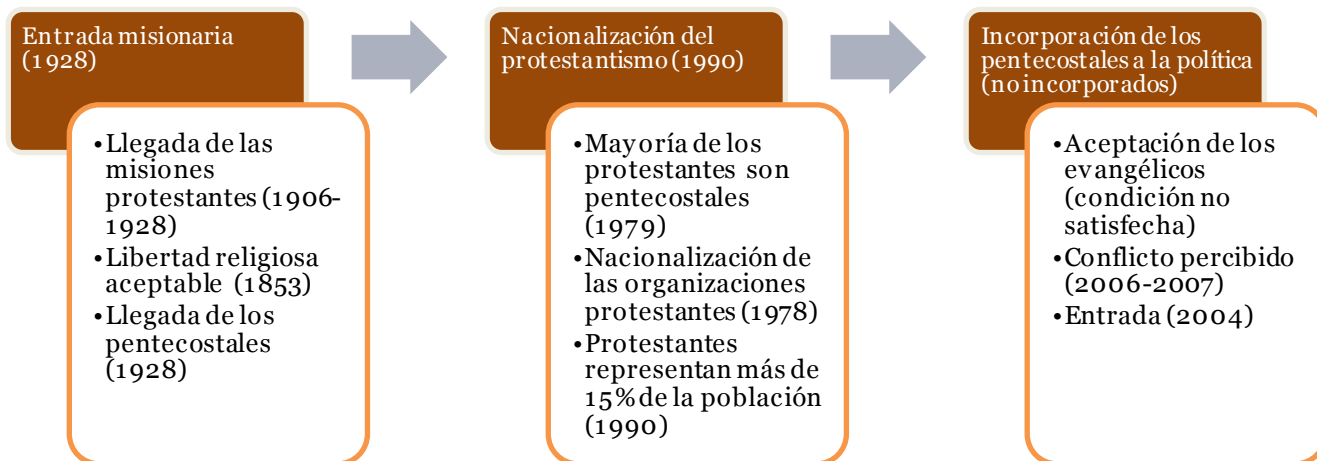 Entrada misionaria
(1928)
•Llegada de las
misiones
protestantes (1906-
1928)
•Libertad religiosa
aceptable (1853)
•Llegada de los
pentecostales
(1928)
Nacionalización del
protestantismo (1990)
•Mayoría de los
protestantes son
pentecostales
(1979)
•Nacionalización de
las organizaciones
protestantes (1978)
•Protestantes
representan más de
15% de la población
(1990)
Incorporación de los
pentecostales a la política
(no incorporados)
•Aceptación de los
evangélicos
(condición no
satisfecha)
•Conflicto percibido
(2006-2007)
•Entrada (2004)